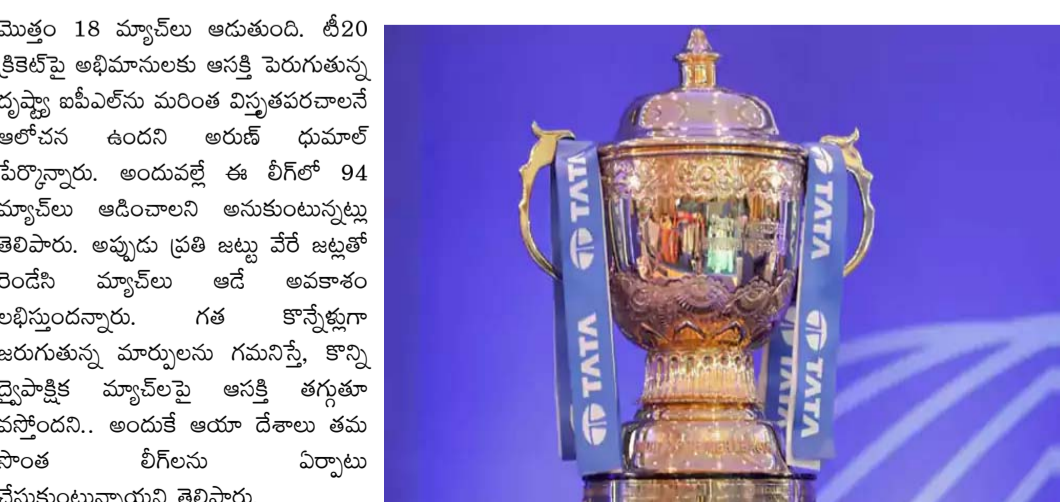 మొత్తం 18 మ్యాచ్‌లు ఆడుతుంది. టీ20
క్రికెట్‌పై అభిమానులకు ఆసక్తి పెరుగుతున్న
దృష్ట్యా ఐపీఎల్‌ను మరింత విస్తృతపరచాలనే
ఆలోచన ఉందని అరుణ్ ధుమాల్
పేర్కొన్నారు. అందువల్లే ఈ లీగ్‌లో 94
మ్యాచ్‌లు ఆడించాలని అనుకుంటున్నట్లు
తెలిపారు. అప్పుడు ప్రతి జట్టు వేరే జట్లతో
రెండేసి మ్యాచ్‌లు ఆడే అవకాశం
లభిస్తుందన్నారు. గత కొన్నేళ్లుగా
జరుగుతున్న మార్పులను గమనిస్తే, కొన్ని
ద్వైపాక్షిక మ్యాచ్‌లపై ఆసక్తి తగ్గుతూ
వస్తోందని.. అందుకే ఆయా దేశాలు తమ
సొంత లీగ్‌లను ఏర్పాటు
చేసుకుంటున్నాయని తెలిపారు.
TATA
TATA
TATA
TATA
TATA